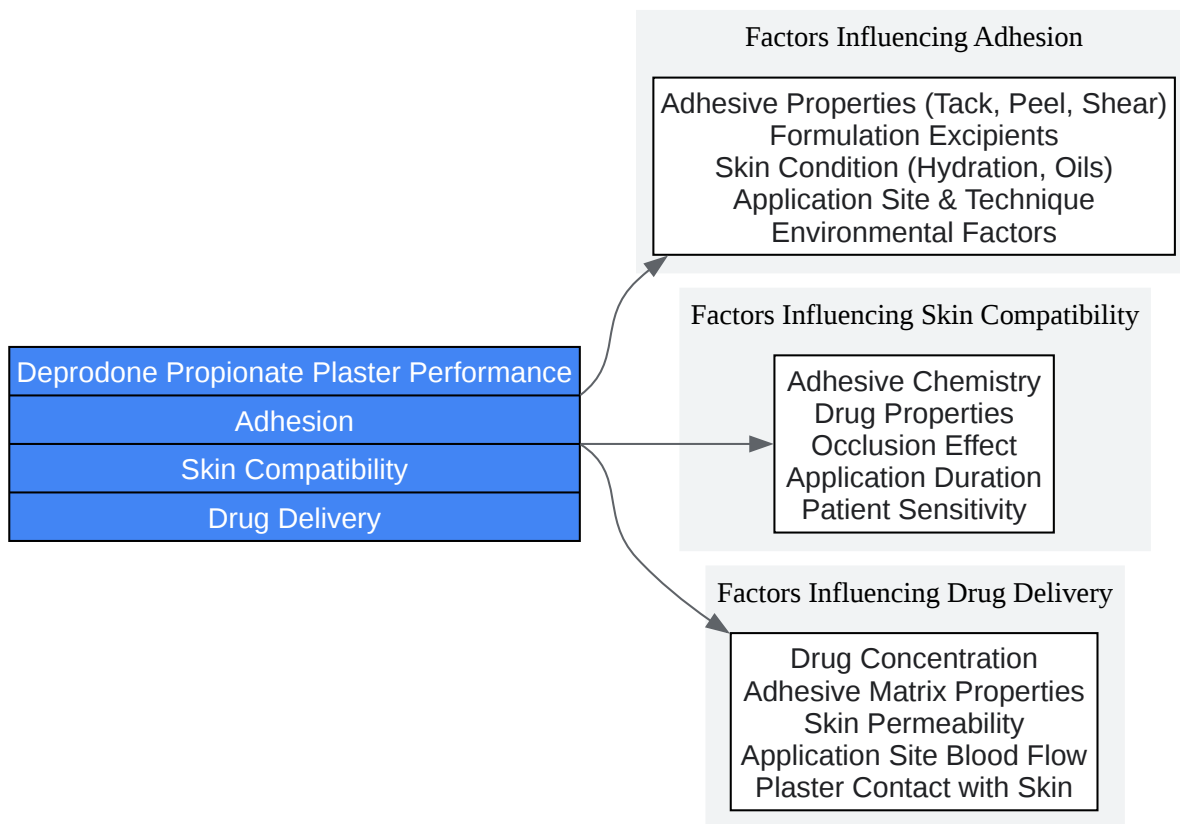 Factors Influencing Adhesion
Adhesive Properties (Tack, Peel, Shear)
Formulation Excipients
Skin Condition (Hydration, Oils)
Application Site & Technique
Environmental Factors
Factors Influencing Skin Compatibility
Adhesive Chemistry
Drug Properties
Occlusion Effect
Application Duration
Patient Sensitivity
Deprodone Propionate Plaster Performance
Adhesion
Skin Compatibility
Drug Delivery
Factors Influencing Drug Delivery
Drug Concentration
Adhesive Matrix Properties
Skin Permeability
Application Site Blood Flow
Plaster Contact with Skin